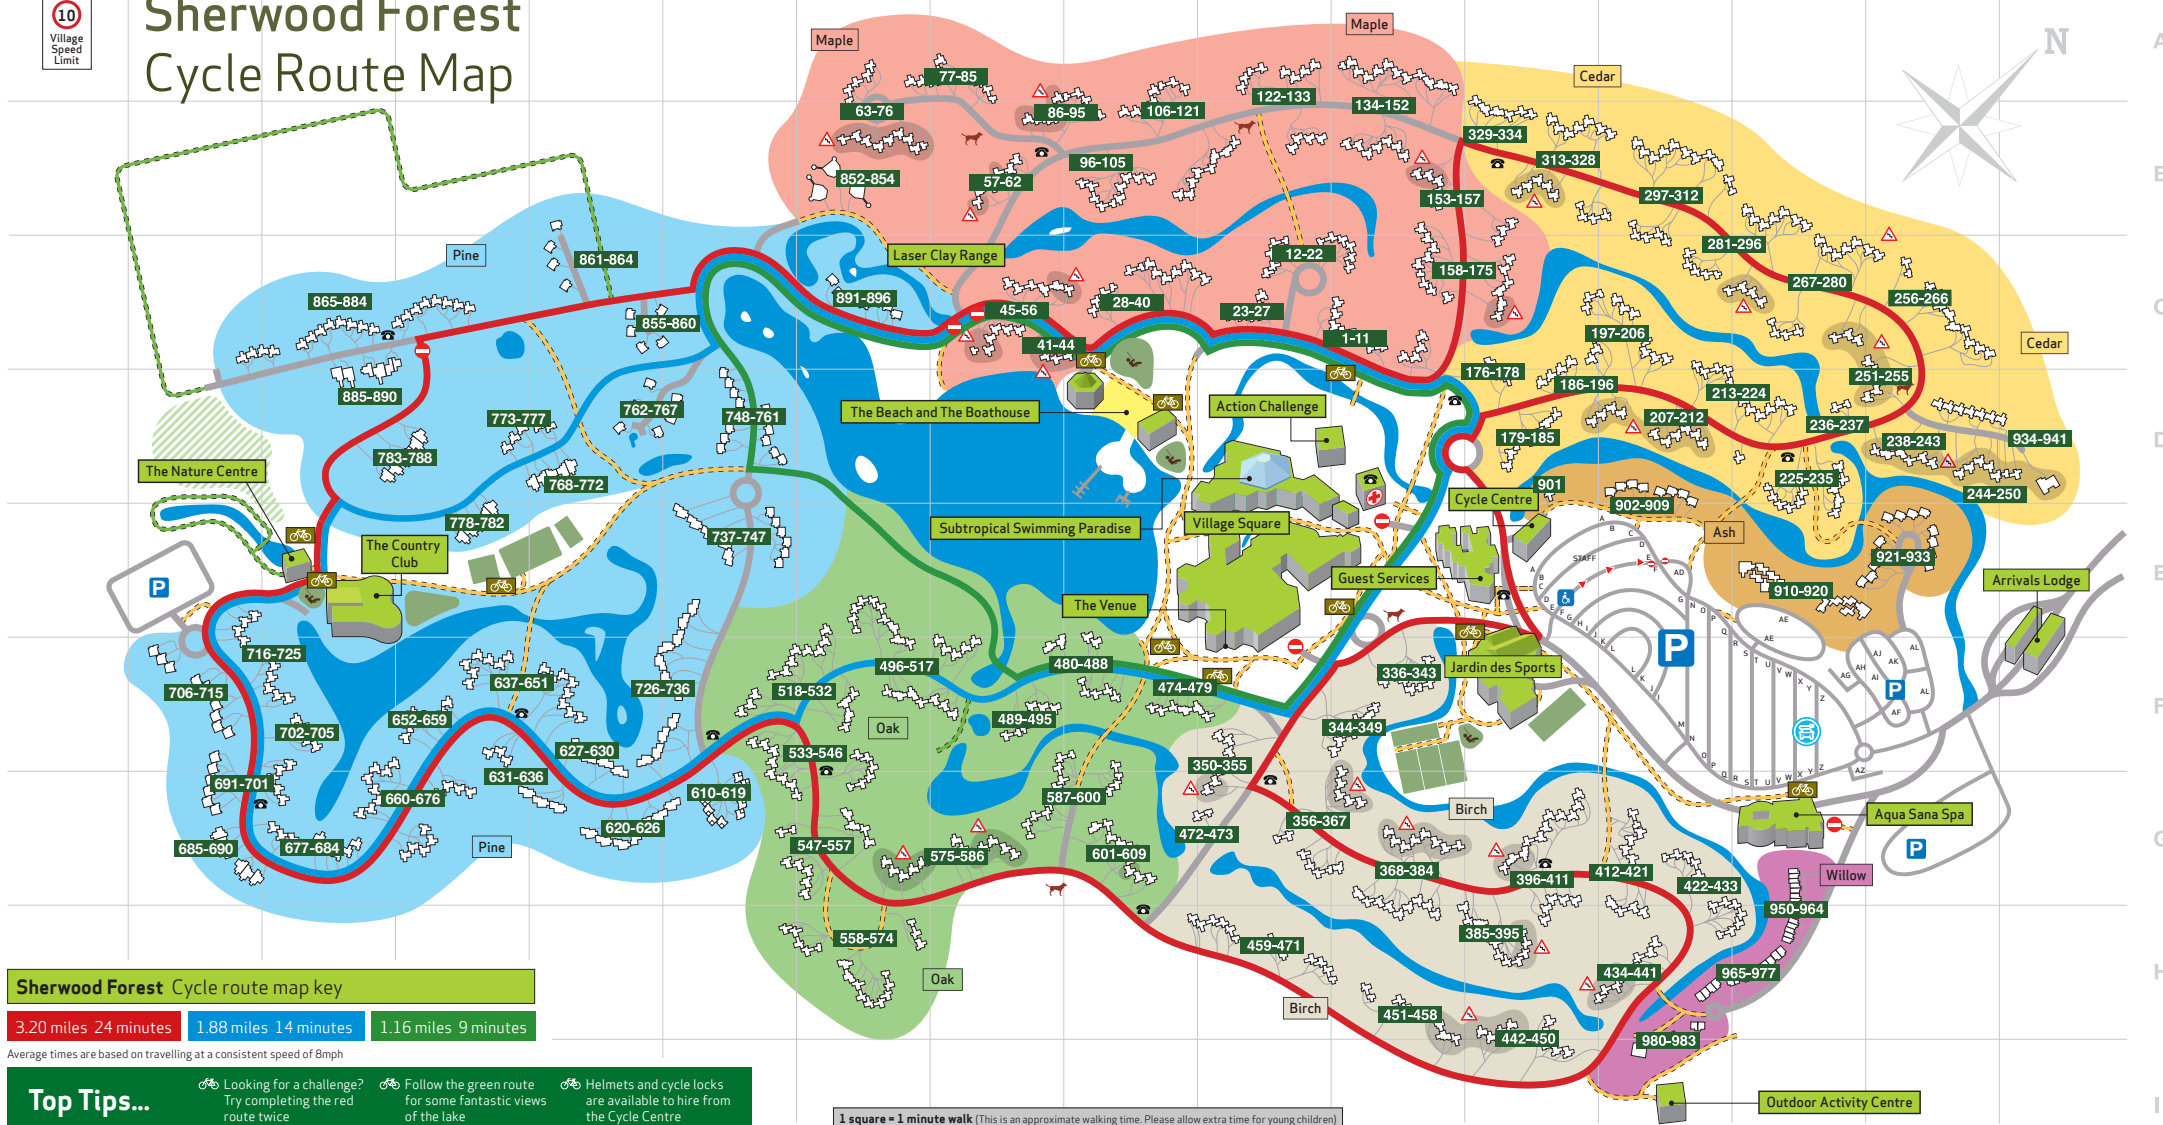 10
Village
Speed
Limit
Sherwood Forest
Cycle Route Map
N
A
Maple
Maple
Cedar
77-85
63-76
86-95
106-121
122-133
134-152
329-334
313-328
96-105
57-62
852-854
153-157
297-312
Pine
861-864
Laser Clay Range
12-22
281-296
158-175
267-280
865-884
891-896
28-40
45-56
23-27
256-266
855-860
41-44
1-11
197-206
Cedar
176-178
186-196
213-224
251-255
885-890
773-777
762-767
748-761
The Beach and The Boathouse
Action Challenge
207-212
236-237
179-185
238-243
934-941
D
783-788
The Nature Centre
768-772
225-235
244-250
901
Cycle Centre
902-909
778-782
Subtropical Swimming Paradise
Village Square
737-747
Ash
The Country
Club
921-933
STAFF
Guest Services
910-920
Arrivals Lodge
P
The Venue
P
716-725
496-517
480-488
336-343
Jardin des Sports
637-651
706-715
726-736
518-532
474-479
P
652-659
489-495
702-705
Oak
344-349
627-630
533-546
350-355
631-636
691-701
610-619
660-676
587-600
Birch
356-367
Aqua Sana Spa
620-626
472-473
685-690
677-684
Pine
547-557
575-586
601-609
P
368-384
396-411
412-421
Willow
422-433
950-964
558-574
385-395
459-471
434-441
965-977
H
Oak
Birch
451-458
442-450
980-983
Outdoor Activity Centre
Sherwood Forest Cycle route map key
3.20 miles 24 minutes
1.88 miles 14 minutes
1.16 miles 9 minutes
Average times are based on travelling at a consistent speed of 8mph
Top Tips...
Looking for a challenge?
Try completing the red
route twice
Follow the green route
for some fantastic views
of the lake
Helmets and cycle locks
are available to hire from
the Cycle Centre
1 square = 1 minute walk (This is an approximate walking time. Please allow extra time for young children)